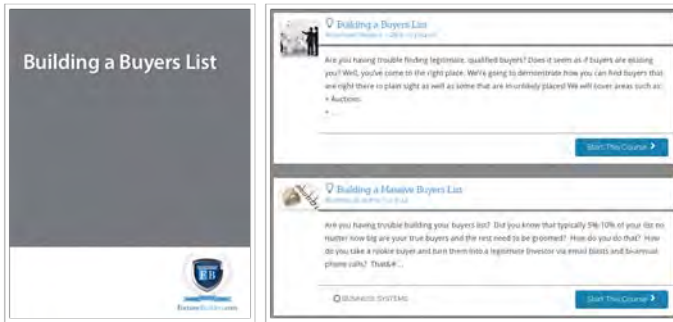 Building a Buyers List
EB
FortuneBuilders.com
Building a Buyers List
Are you having trouble finding legitimate, qualified buyers? Does it seem as if buyers are eluding
you? Well, you've come to the right place. We're going to demonstrate how you can find buyers that
are right there in plain sight as well as some that are in unlikely places! We will cover areas such as:
+ Auctions
+ ...
Start This Course
Building a Massive Buyers List
Are you having trouble building your buyers list? Did you know that typically 5%-10% of your list no
matter how big are your true buyers and the rest need to be groomed? How do you do that? How
do you take a rookie buyer and turn them into a legitimate Investor via email blasts and bi-annual
phone calls? That&# ...
BUSINESS SYSTEMS
Start This Course